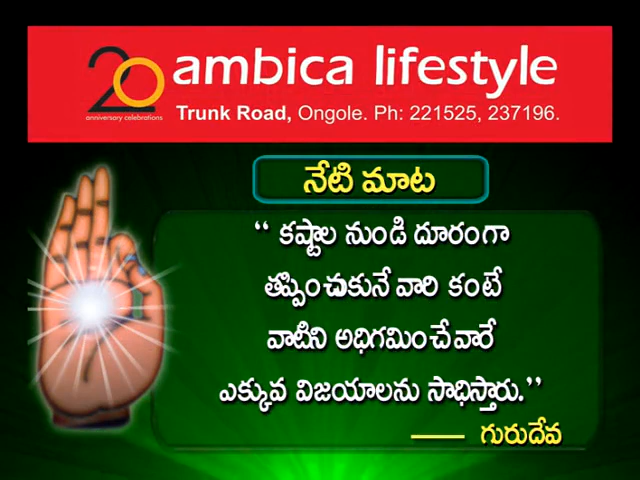 20 ambica lifestyle
anniversary celebrations
Trunk Road, Ongole. Ph: 221525, 237196.
నేటి మాట
“ కష్టాల నుండి దూరంగా
తప్పించుకునే వారి కంటే
వాటిని అధిగమించే వారే
ఎక్కువ విజయాలను సాధిస్తారు.”
—— గురుదేవ